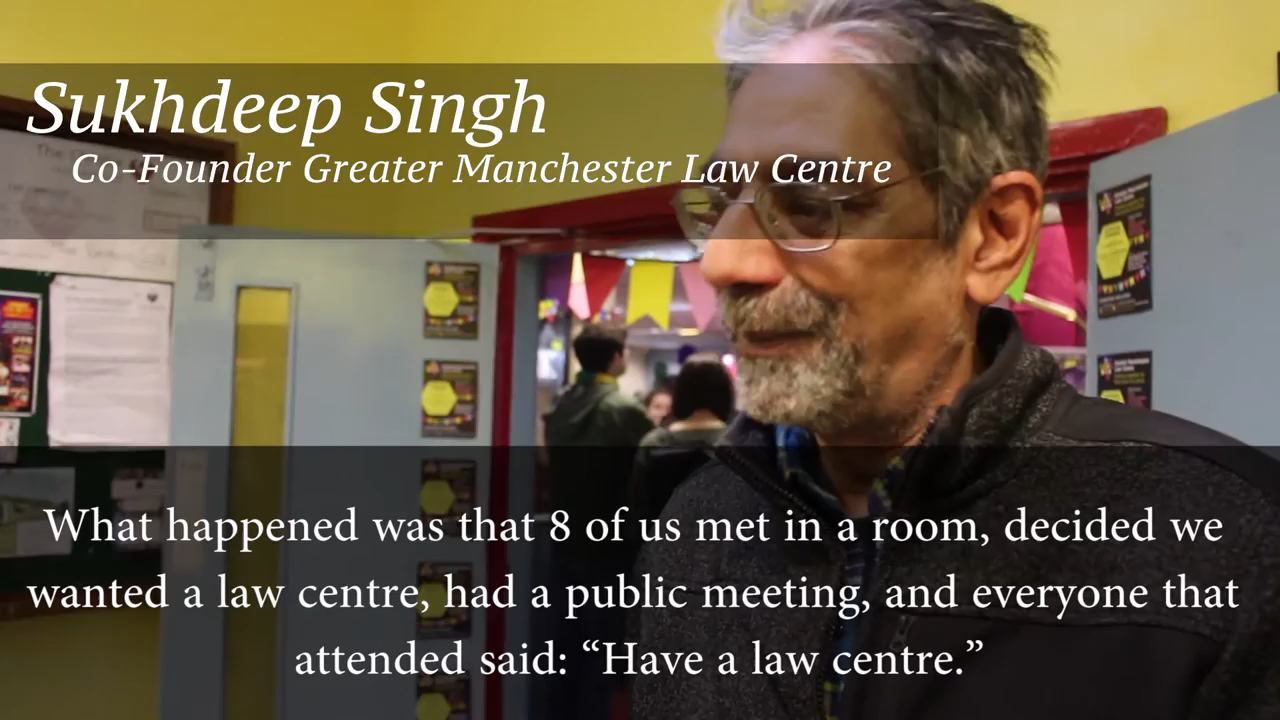 Sukhdeep Singh
Co-Founder Greater Manchester Law Centre
What happened was that 8 of us met in a room, decided we
wanted a law centre, had a public meeting, and everyone that
attended said: “Have a law centre.”